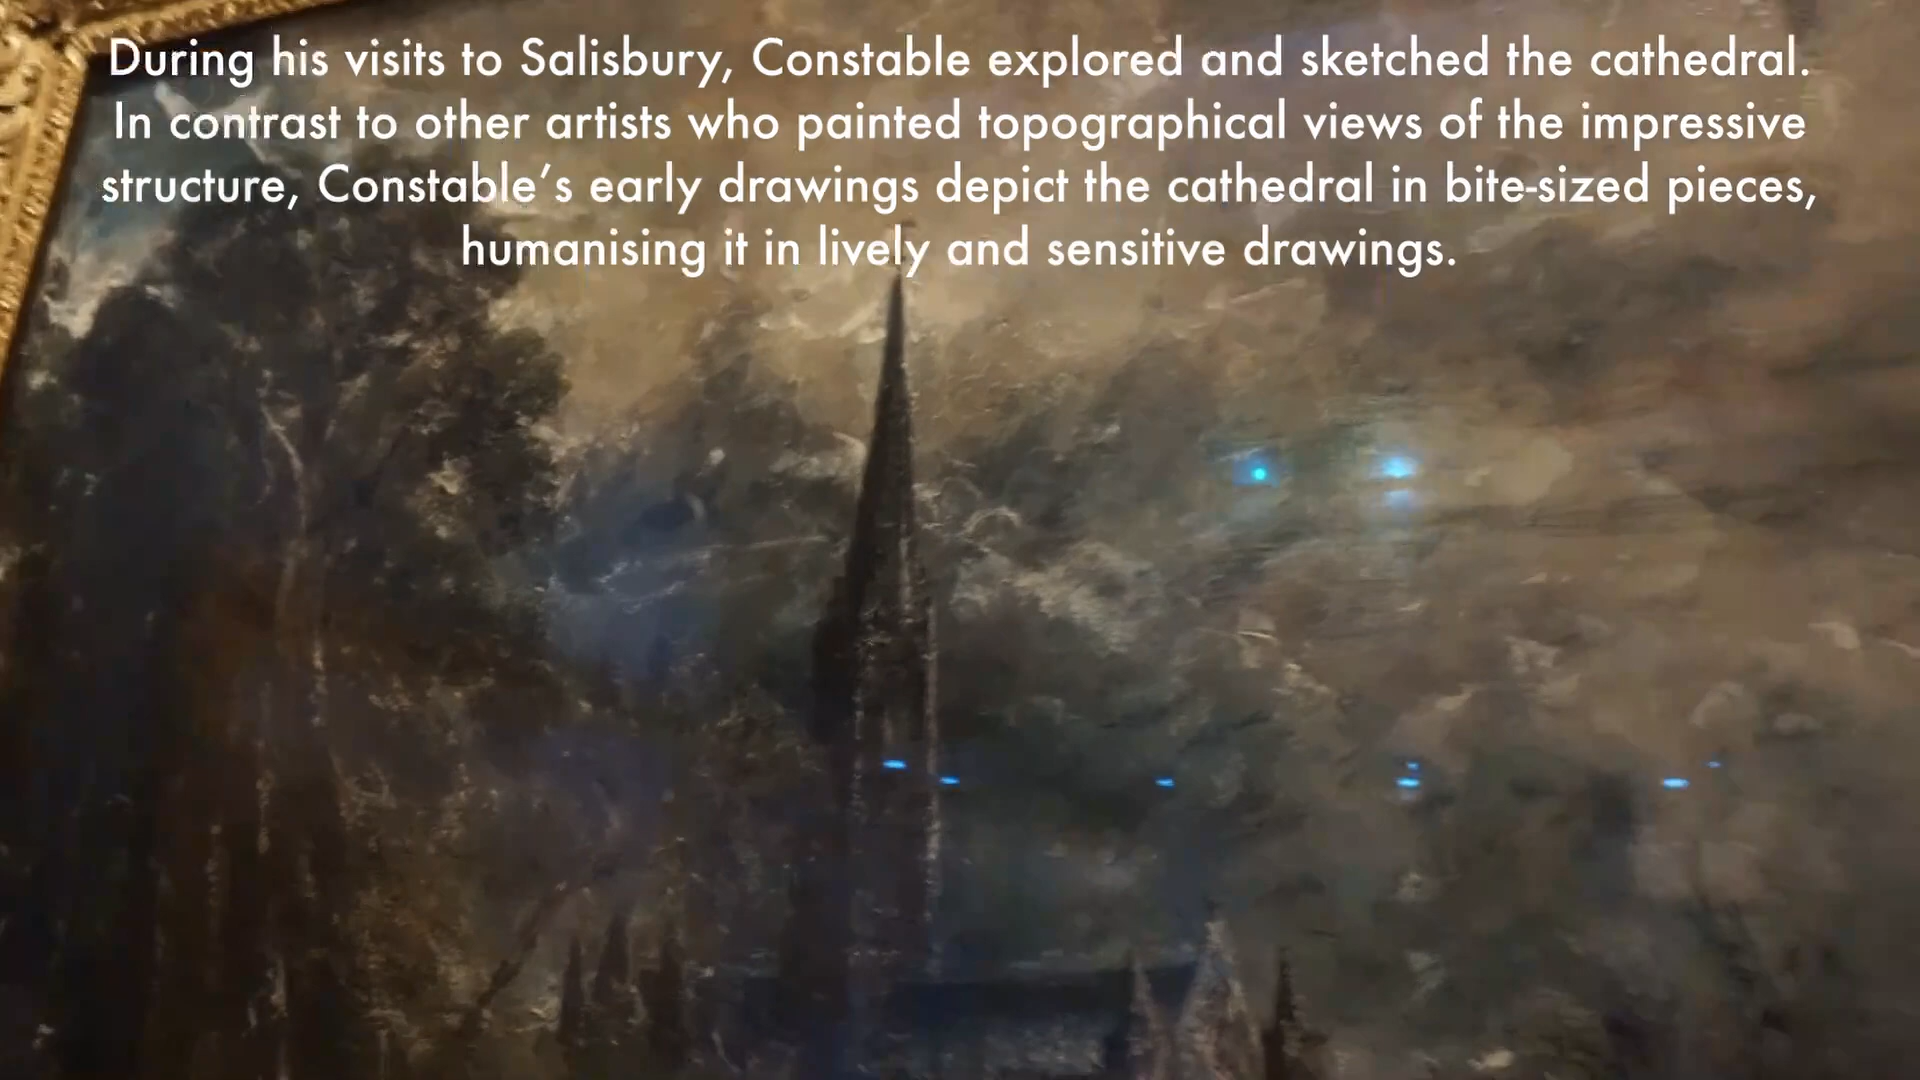 During his visits to Salisbury, Constable explored and sketched the cathedral.
In contrast to other artists who painted topographical views of the impressive
structure, Constable’s early drawings depict the cathedral in bite-sized pieces,
humanising it in lively and sensitive drawings.